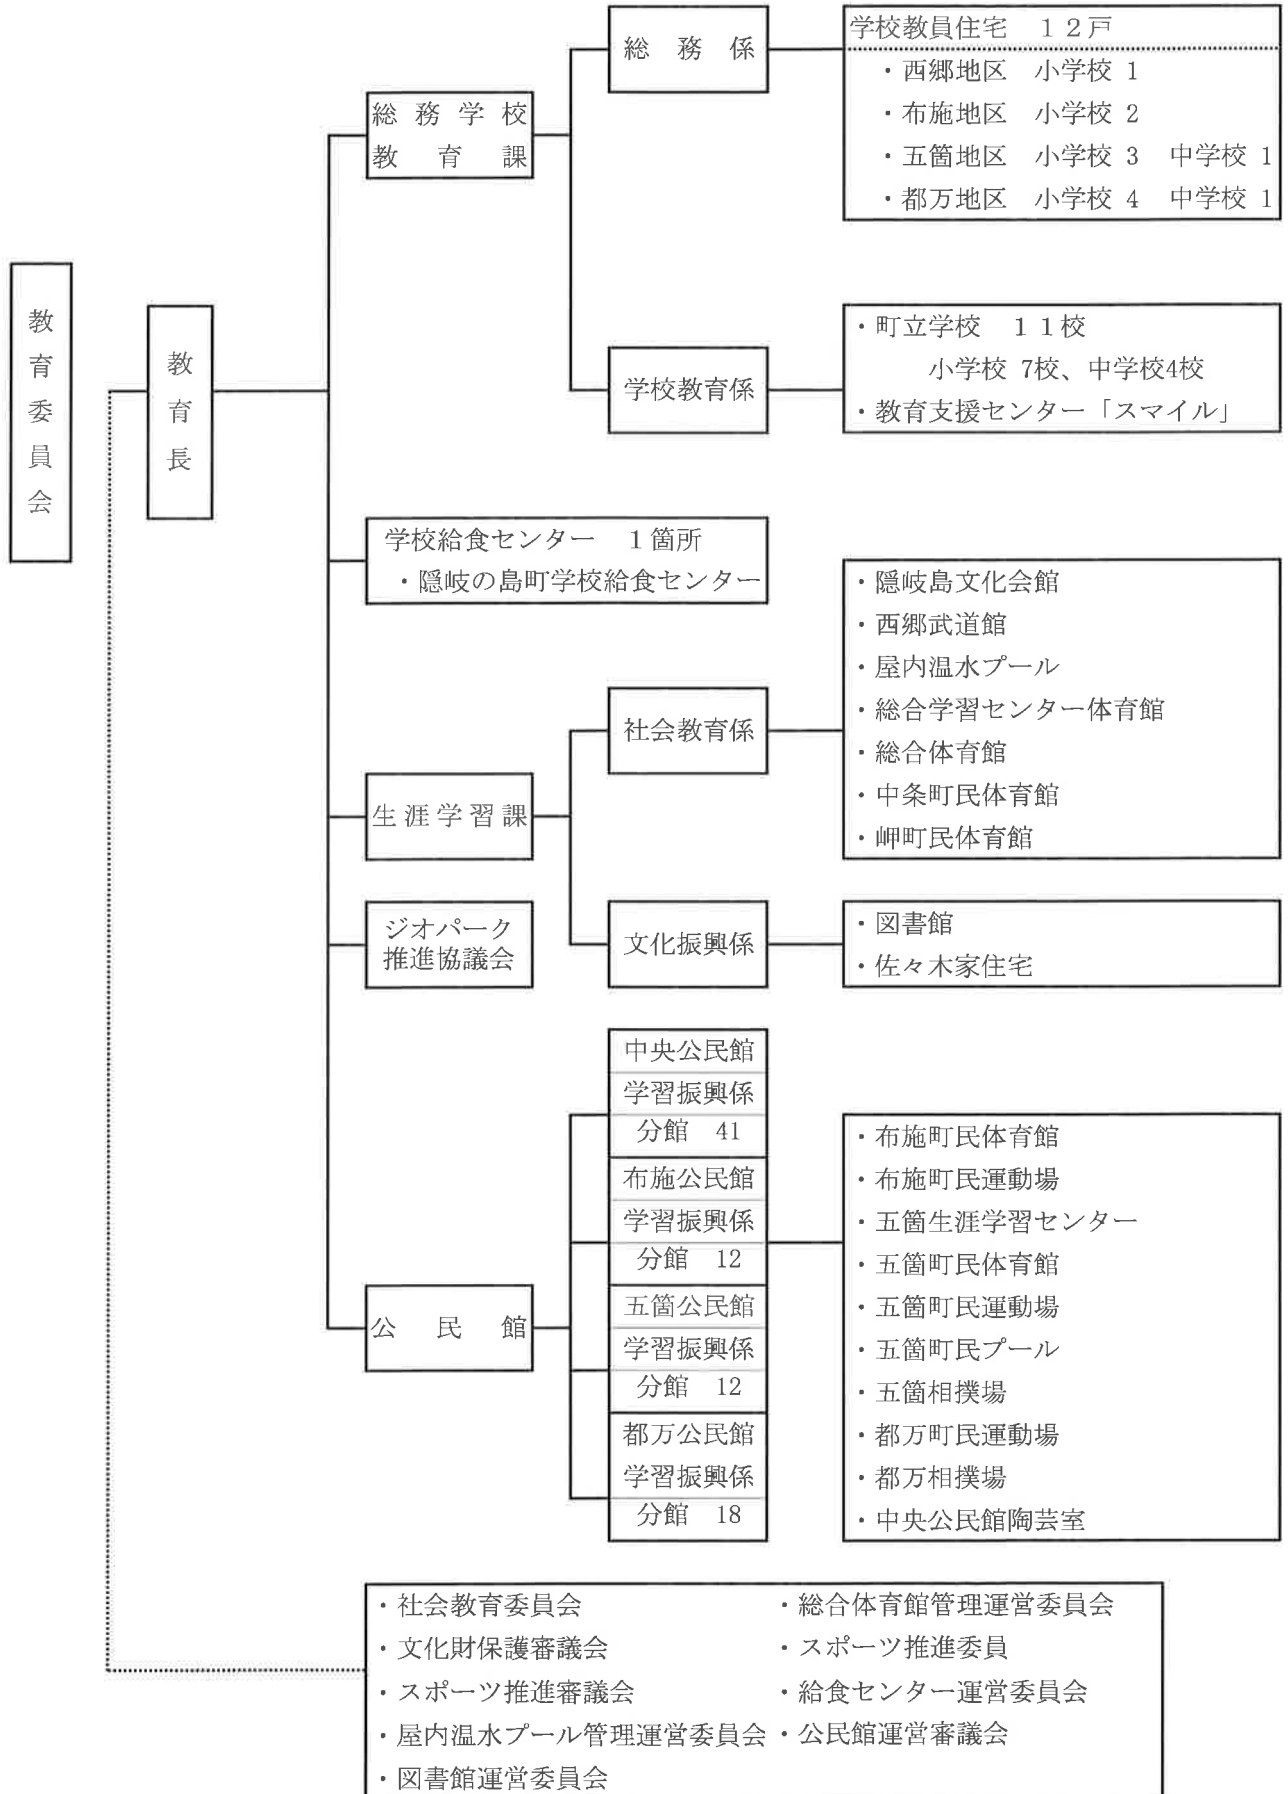 教育委員会
教育長
総務学校
教育課
総務係
学校教員住宅　１２戸
・西郷地区　小学校 1
・布施地区　小学校 2
・五箇地区　小学校 3　中学校 1
・都万地区　小学校 4　中学校 1
学校教育係
・町立学校　１１校
小学校 7校、中学校4校
・教育支援センター「スマイル」
学校給食センター　１箇所
・隠岐の島町学校給食センター
生涯学習課
社会教育係
・隠岐島文化会館
・西郷武道館
・屋内温水プール
・総合学習センター体育館
・総合体育館
・中条町民体育館
・岬町民体育館
文化振興係
・図書館
・佐々木家住宅
ジオパーク
推進協議会
公民館
中央公民館
学習振興係
分館　41
布施公民館
学習振興係
分館　12
五箇公民館
学習振興係
分館　12
都万公民館
学習振興係
分館　18
・布施町民体育館
・布施町民運動場
・五箇生涯学習センター
・五箇町民体育館
・五箇町民運動場
・五箇町民プール
・五箇相撲場
・都万町民運動場
・都万相撲場
・中央公民館陶芸室
・社会教育委員会　・総合体育館管理運営委員会
・文化財保護審議会　・スポーツ推進委員
・スポーツ推進審議会　・給食センター運営委員会
・屋内温水プール管理運営委員会　・公民館運営審議会
・図書館運営委員会